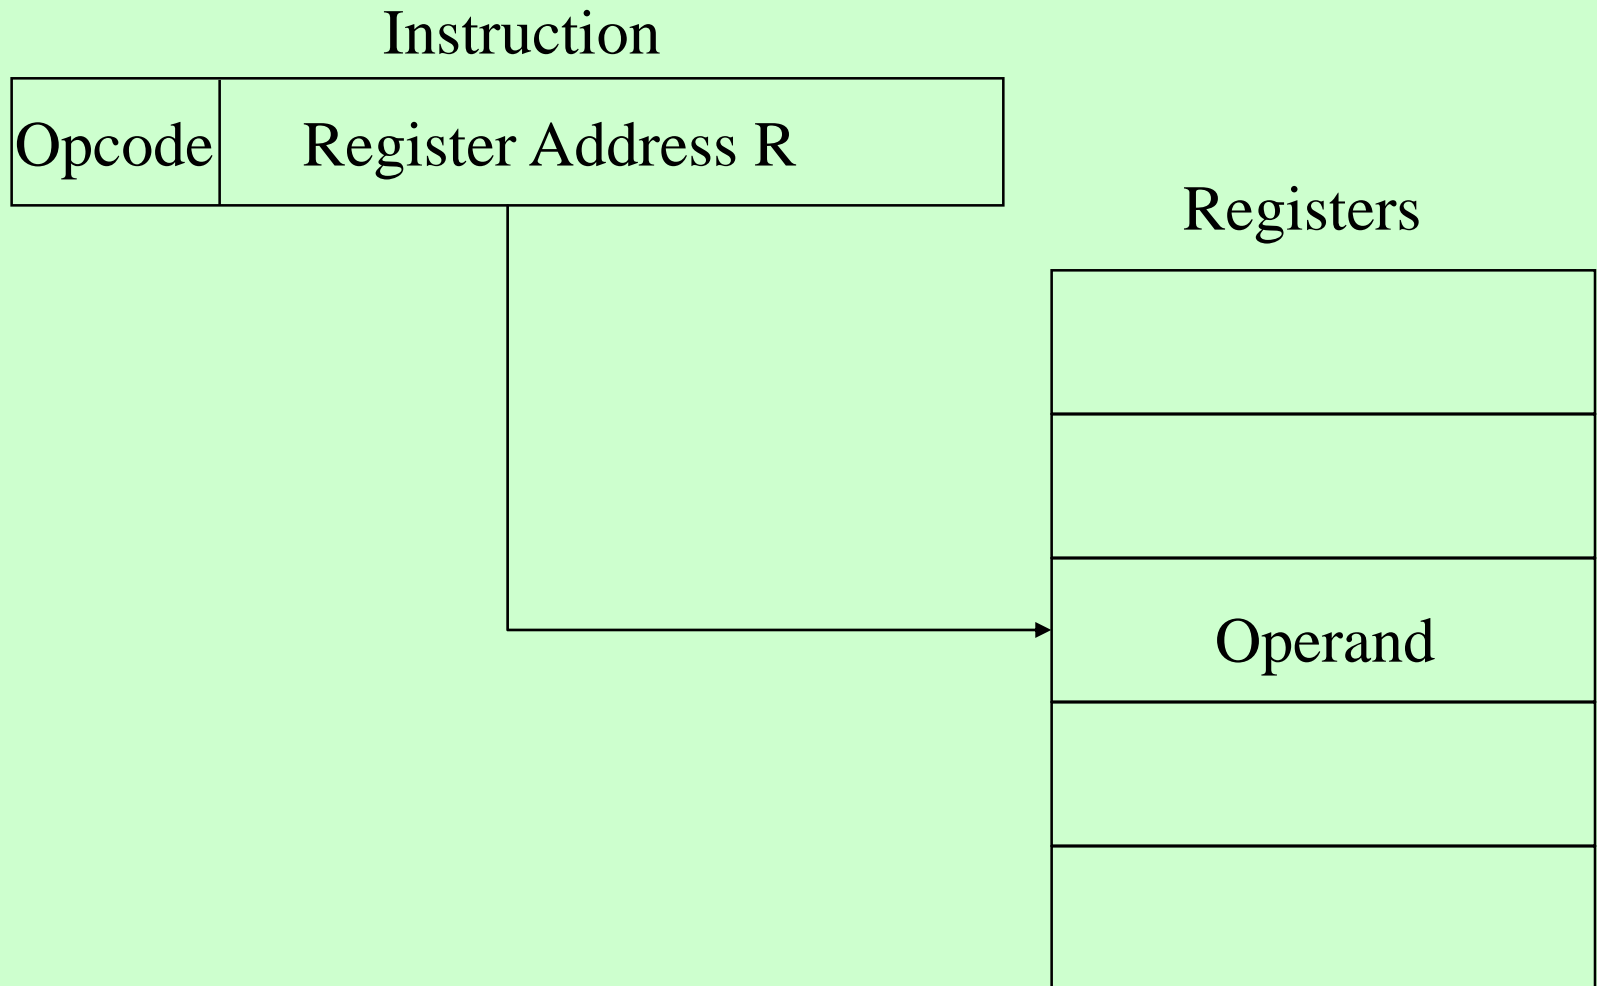 Instruction
Opcode
Register Address R
Registers
Operand